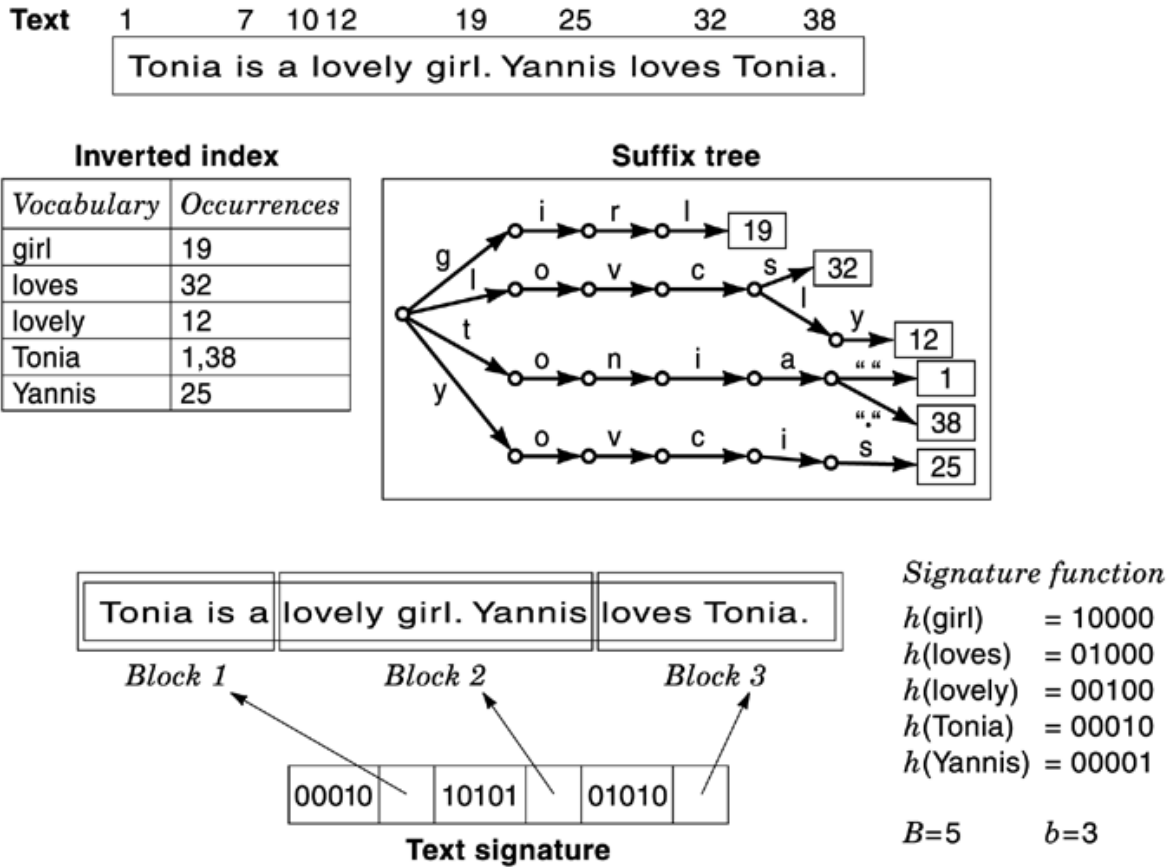 Text 1 7 10 12 19 25 32 38
Tonia is a lovely girl. Yannis loves Tonia.
Inverted index
Vocabulary Occurrences
girl 19
loves 32
lovely 12
Tonia 1,38
Yannis 25
Suffix tree
g i r l 19
l o v c s 32
l y 12
t o n i a “ “ 1
“.“ 38
y o v c i s 25
Tonia is a lovely girl. Yannis loves Tonia.
Block 1 Block 2 Block 3
00010 10101 01010
Text signature
Signature function
h(girl) = 10000
h(loves) = 01000
h(lovely) = 00100
h(Tonia) = 00010
h(Yannis) = 00001
B=5 b=3